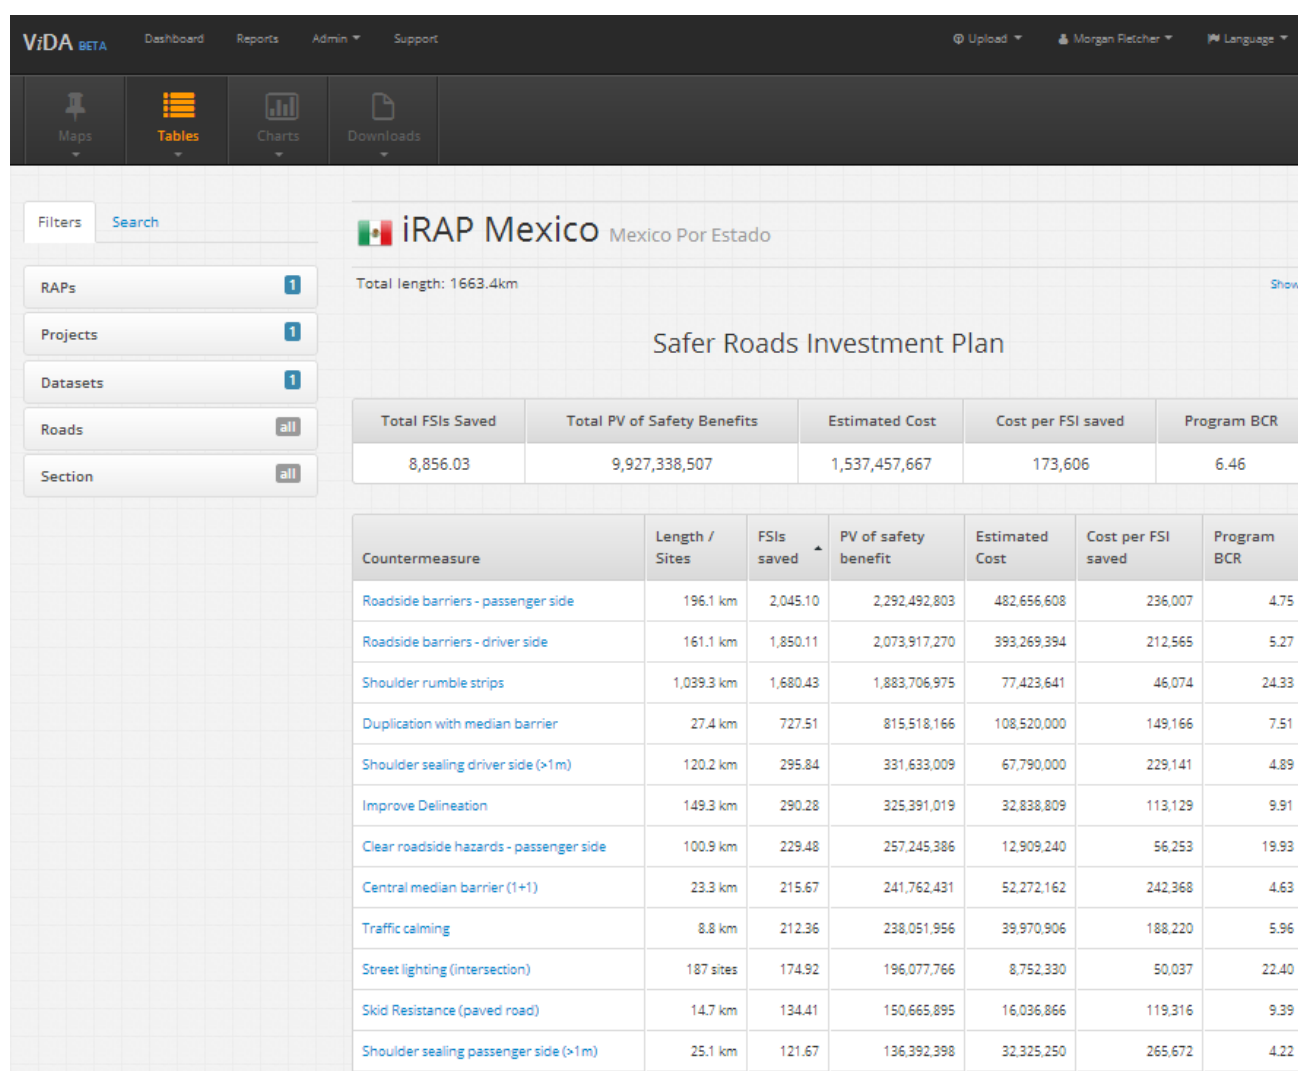 ViDA BETA Dashboard Reports Admin Support Upload Morgan Fletcher Language
Maps Tables Charts Downloads
Filters Search
RAPs 1
Projects 1
Datasets 1
Roads all
Section all
iRAP Mexico Mexico Por Estado
Total length: 1663.4km Show
Safer Roads Investment Plan
Total FSIs Saved Total PV of Safety Benefits Estimated Cost Cost per FSI saved Program BCR
8,856.03 9,927,338,507 1,537,457,667 173,606 6.46
Countermeasure Length / Sites FSIs saved PV of safety benefit Estimated Cost Cost per FSI saved Program BCR
Roadside barriers - passenger side 196.1 km 2,045.10 2,292,492,803 482,656,608 236,007 4.75
Roadside barriers - driver side 161.1 km 1,850.11 2,073,917,270 393,269,394 212,565 5.27
Shoulder rumble strips 1,039.3 km 1,680.43 1,883,706,975 77,423,641 46,074 24.33
Duplication with median barrier 27.4 km 727.51 815,518,166 108,520,000 149,166 7.51
Shoulder sealing driver side (>1m) 120.2 km 295.84 331,633,009 67,790,000 229,141 4.89
Improve Delineation 149.3 km 290.28 325,391,019 32,838,809 113,129 9.91
Clear roadside hazards - passenger side 100.9 km 229.48 257,245,386 12,909,240 56,253 19.93
Central median barrier (1+1) 23.3 km 215.67 241,762,431 52,272,162 242,368 4.63
Traffic calming 8.8 km 212.36 238,051,956 39,970,906 188,220 5.96
Street lighting (intersection) 187 sites 174.92 196,077,766 8,752,330 50,037 22.40
Skid Resistance (paved road) 14.7 km 134.41 150,665,895 16,036,866 119,316 9.39
Shoulder sealing passenger side (>1m) 25.1 km 121.67 136,392,398 32,325,250 265,672 4.22